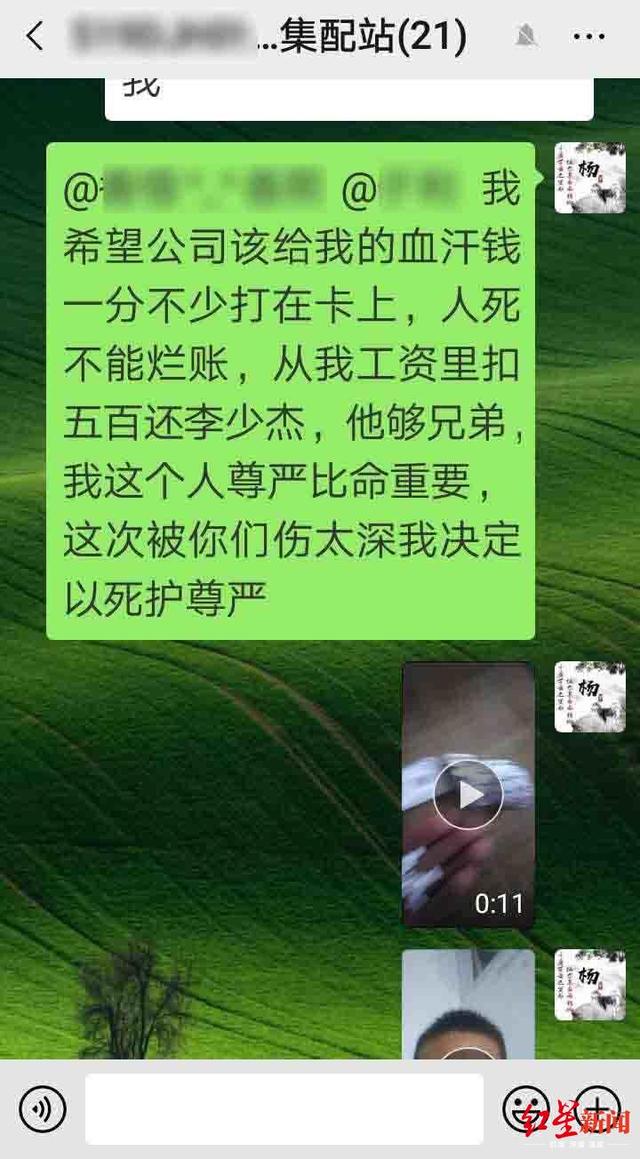 ...集配站(21)
我
@ @ 我
希望公司该给我的血汗钱
一分不少打在卡上，人死
不能烂账，从我工资里扣
五百还李少杰，他够兄弟，
我这个人尊严比命重要，
这次被你们伤太深我决定
以死护尊严
杨
杨
0:11
杨
红星新闻